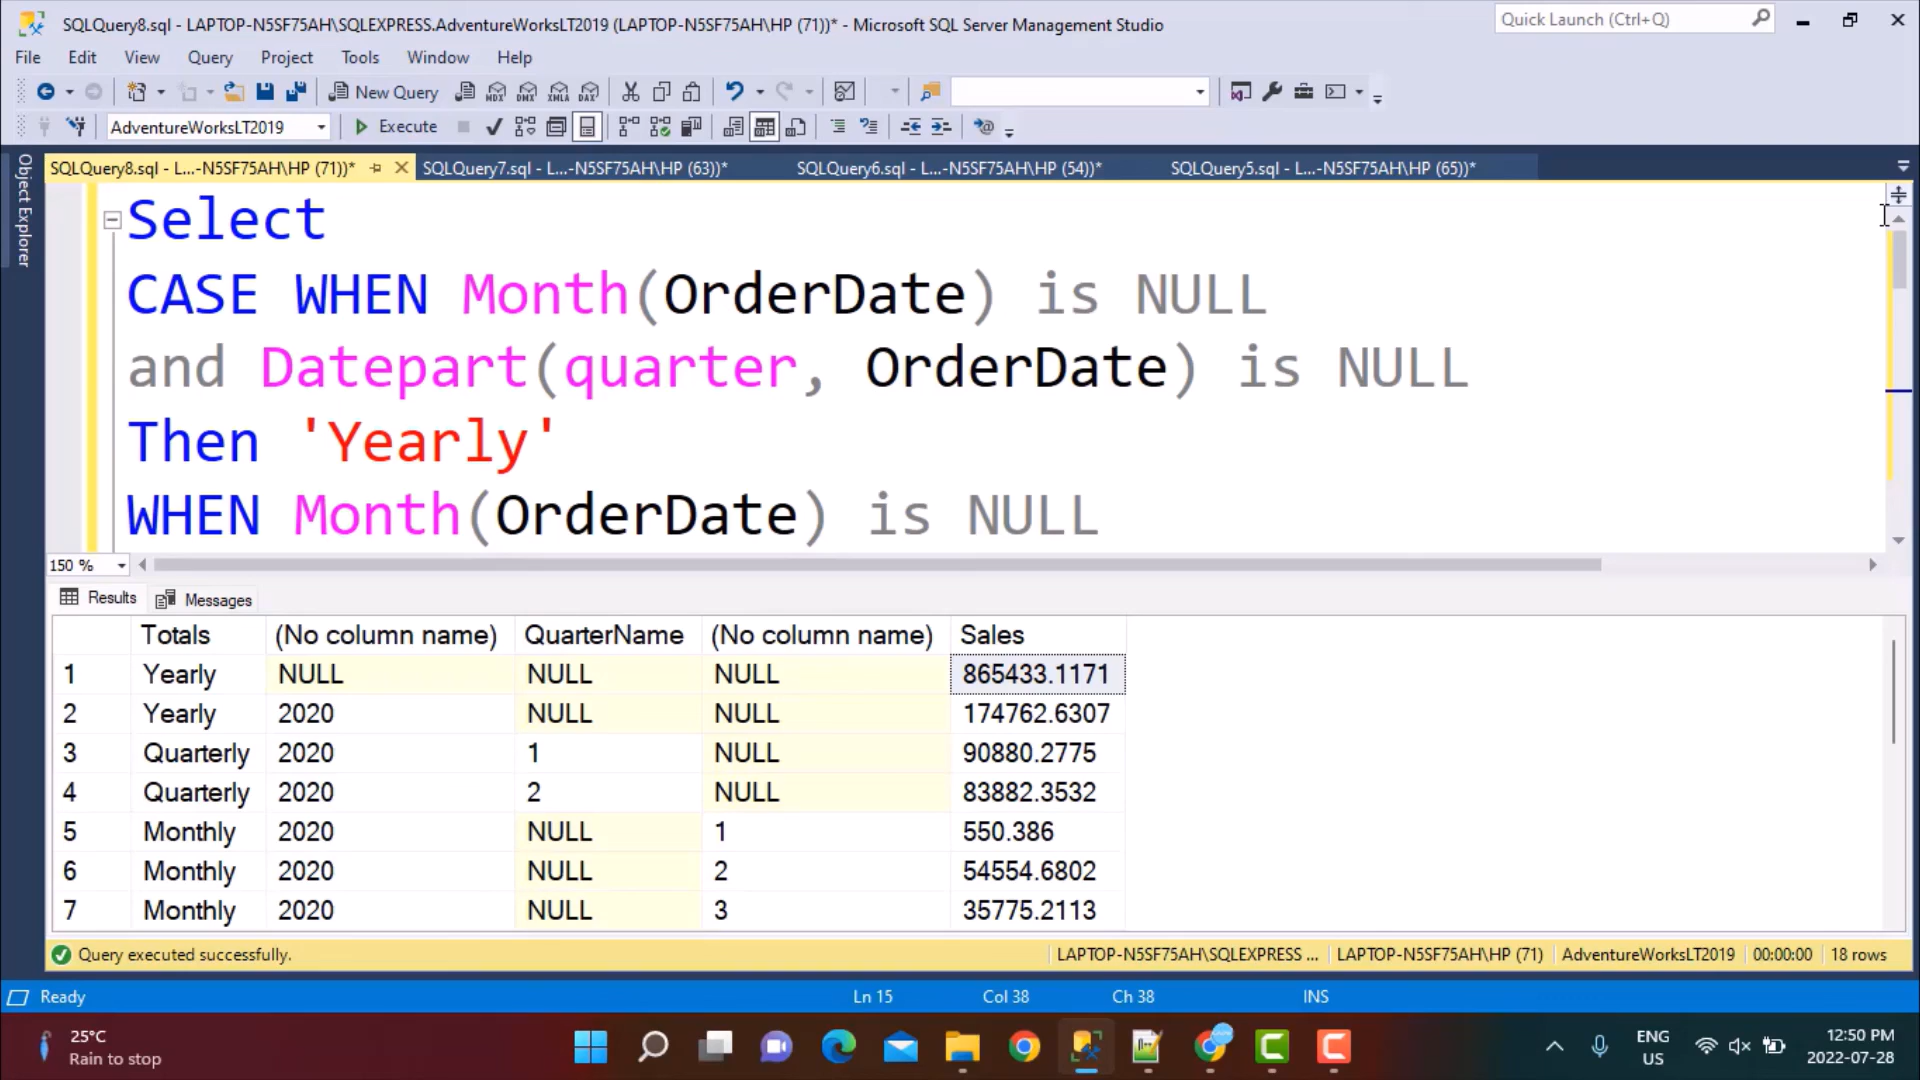 SQLQuery8.sql - LAPTOP-N5SF75AH\SQLEXPRESS.AdventureWorksLT2019 (LAPTOP-N5SF75AH\HP (71))* - Microsoft SQL Server Management Studio
Quick Launch (Ctrl+Q)
File Edit View Query Project Tools Window Help
New Query MDX DMX XMLA DAX
AdventureWorksLT2019 Execute
Object Explorer
SQLQuery8.sql - L...-N5SF75AH\HP (71))* SQLQuery7.sql - L...-N5SF75AH\HP (63))* SQLQuery6.sql - L...-N5SF75AH\HP (54))* SQLQuery5.sql - L...-N5SF75AH\HP (65))*
Select
CASE WHEN Month(OrderDate) is NULL
and Datepart(quarter, OrderDate) is NULL
Then 'Yearly'
WHEN Month(OrderDate) is NULL
150 %
Results Messages
Totals (No column name) QuarterName (No column name) Sales
1 Yearly NULL NULL NULL 865433.1171
2 Yearly 2020 NULL NULL 174762.6307
3 Quarterly 2020 1 NULL 90880.2775
4 Quarterly 2020 2 NULL 83882.3532
5 Monthly 2020 NULL 1 550.386
6 Monthly 2020 NULL 2 54554.6802
7 Monthly 2020 NULL 3 35775.2113
Query executed successfully. LAPTOP-N5SF75AH\SQLEXPRESS ... LAPTOP-N5SF75AH\HP (71) AdventureWorksLT2019 00:00:00 18 rows
Ready Ln 15 Col 38 Ch 38 INS
25°C
Rain to stop
ENG
US
12:50 PM
2022-07-28